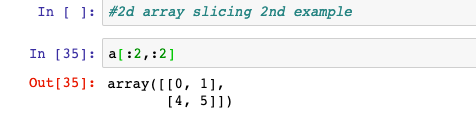 In [ ]: #2d array slicing 2nd example
In [35]: a[:2,:2]
Out[35]: array([[0, 1],
       [4, 5]])